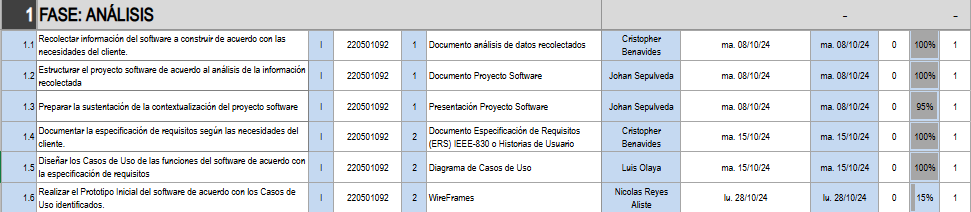 1 FASE: ANÁLISIS – –
1.1 Recolectar información del software a construir de acuerdo con las necesidades del cliente. I 220501092 1 Documento análisis de datos recolectados Cristopher Benavides ma. 08/10/24 ma. 08/10/24 0 100% 1
1.2 Estructurar el proyecto software de acuerdo al análisis de la información recolectada I 220501092 1 Documento Proyecto Software Johan Sepulveda ma. 08/10/24 ma. 08/10/24 0 100% 1
1.3 Preparar la sustentación de la contextualización del proyecto software I 220501092 1 Presentación Proyecto Software Johan Sepulveda ma. 08/10/24 ma. 08/10/24 0 95% 1
1.4 Documentar la especificación de requisitos según las necesidades del cliente. I 220501092 2 Documento Especificación de Requisitos (ERS) IEEE-830 o Historias de Usuario Cristopher Benavides ma. 15/10/24 ma. 15/10/24 0 100% 1
1.5 Diseñar los Casos de Uso de las funciones del software de acuerdo con la especificación de requisitos I 220501092 2 Diagrama de Casos de Uso Luis Olaya ma. 15/10/24 ma. 15/10/24 0 100% 1
1.6 Realizar el Prototipo Inicial del software de acuerdo con los Casos de Uso identificados. I 220501092 2 WireFrames Nicolas Reyes Aliste lu. 28/10/24 lu. 28/10/24 0 15% 1